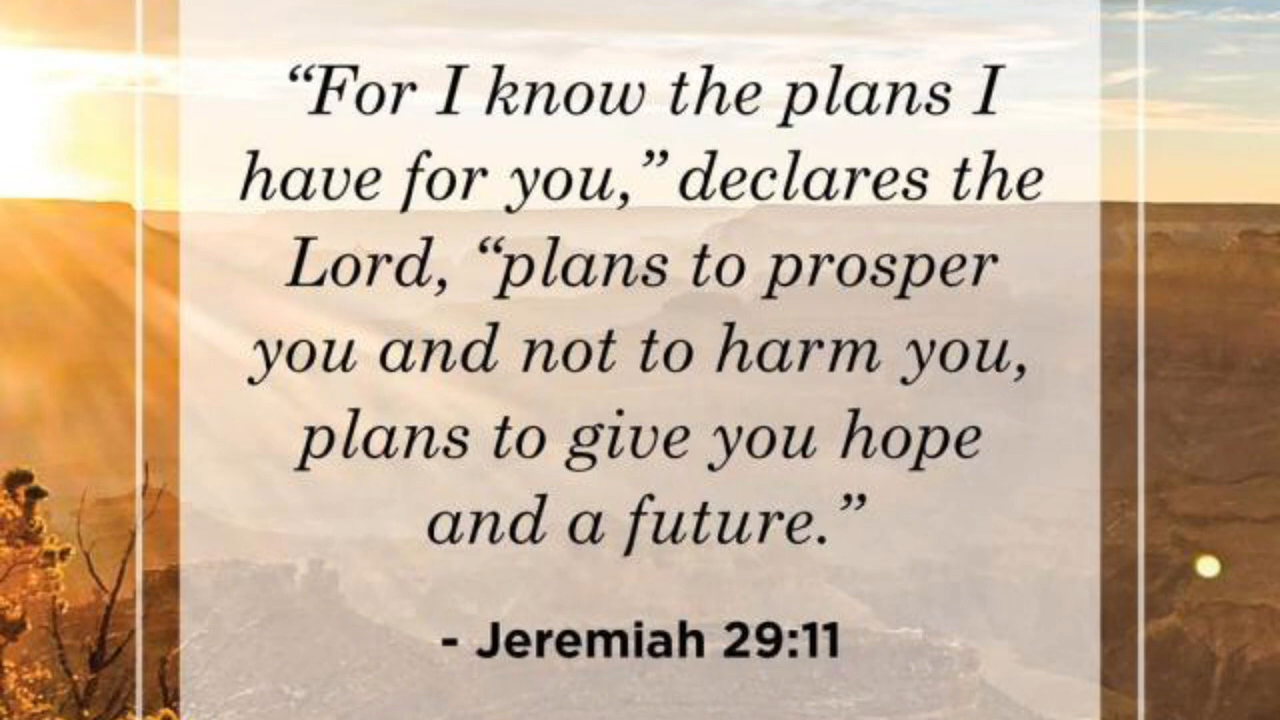 “For I know the plans I
have for you,” declares the
Lord, “plans to prosper
you and not to harm you,
plans to give you hope
and a future.”
- Jeremiah 29:11